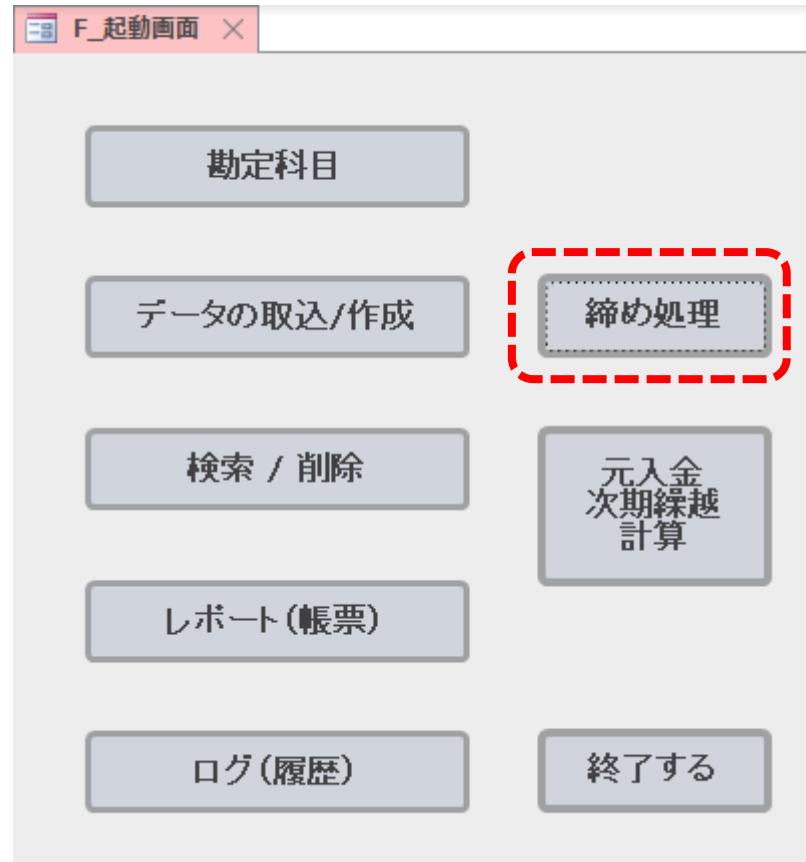 F_起動画面
勘定科目
データの取込/作成
締め処理
検索 / 削除
元入金
次期繰越
計算
レポート(帳票)
ログ(履歴)
終了する